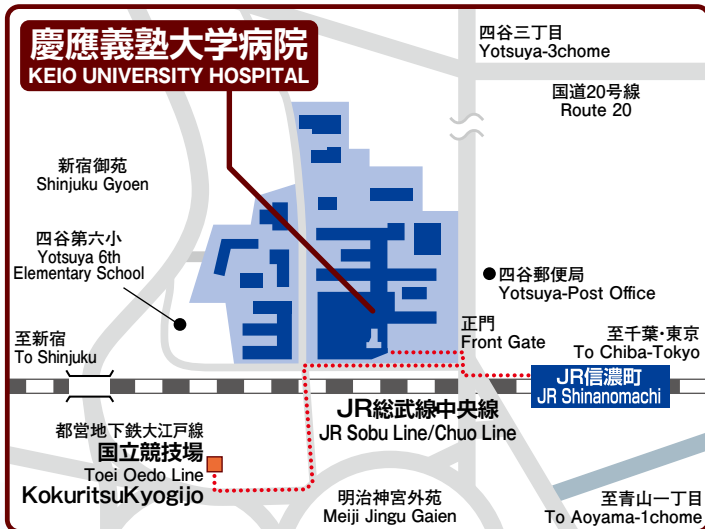 慶應義塾大学病院
KEIO UNIVERSITY HOSPITAL
四谷三丁目
Yotsuya-3chome
国道20号線
Route 20
新宿御苑
Shinjuku Gyoen
四谷第六小
Yotsuya 6th
Elementary School
四谷郵便局
Yotsuya-Post Office
正門
Front Gate
至新宿
To Shinjuku
至千葉・東京
To Chiba-Tokyo
JR信濃町
JR Shinanomachi
JR総武線中央線
JR Sobu Line/Chuo Line
都営地下鉄大江戸線
国立競技場
Toei Oedo Line
KokuritsuKyogijo
明治神宮外苑
Meiji Jingu Gaien
至青山一丁目
To Aoyama-1chome